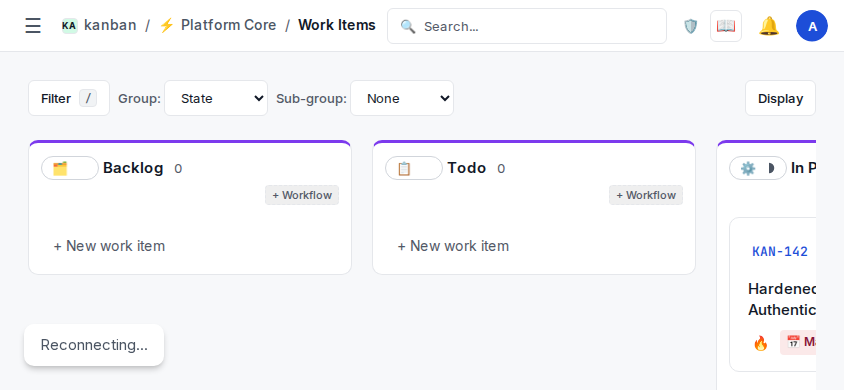 KA kanban / Platform Core / Work Items
Search...
A
Filter /
Group: State
Sub-group: None
Display
Backlog 0
+ Workflow
+ New work item
Todo 0
+ Workflow
+ New work item
In P
KAN-142
Hardened
Authentic
Reconnecting...